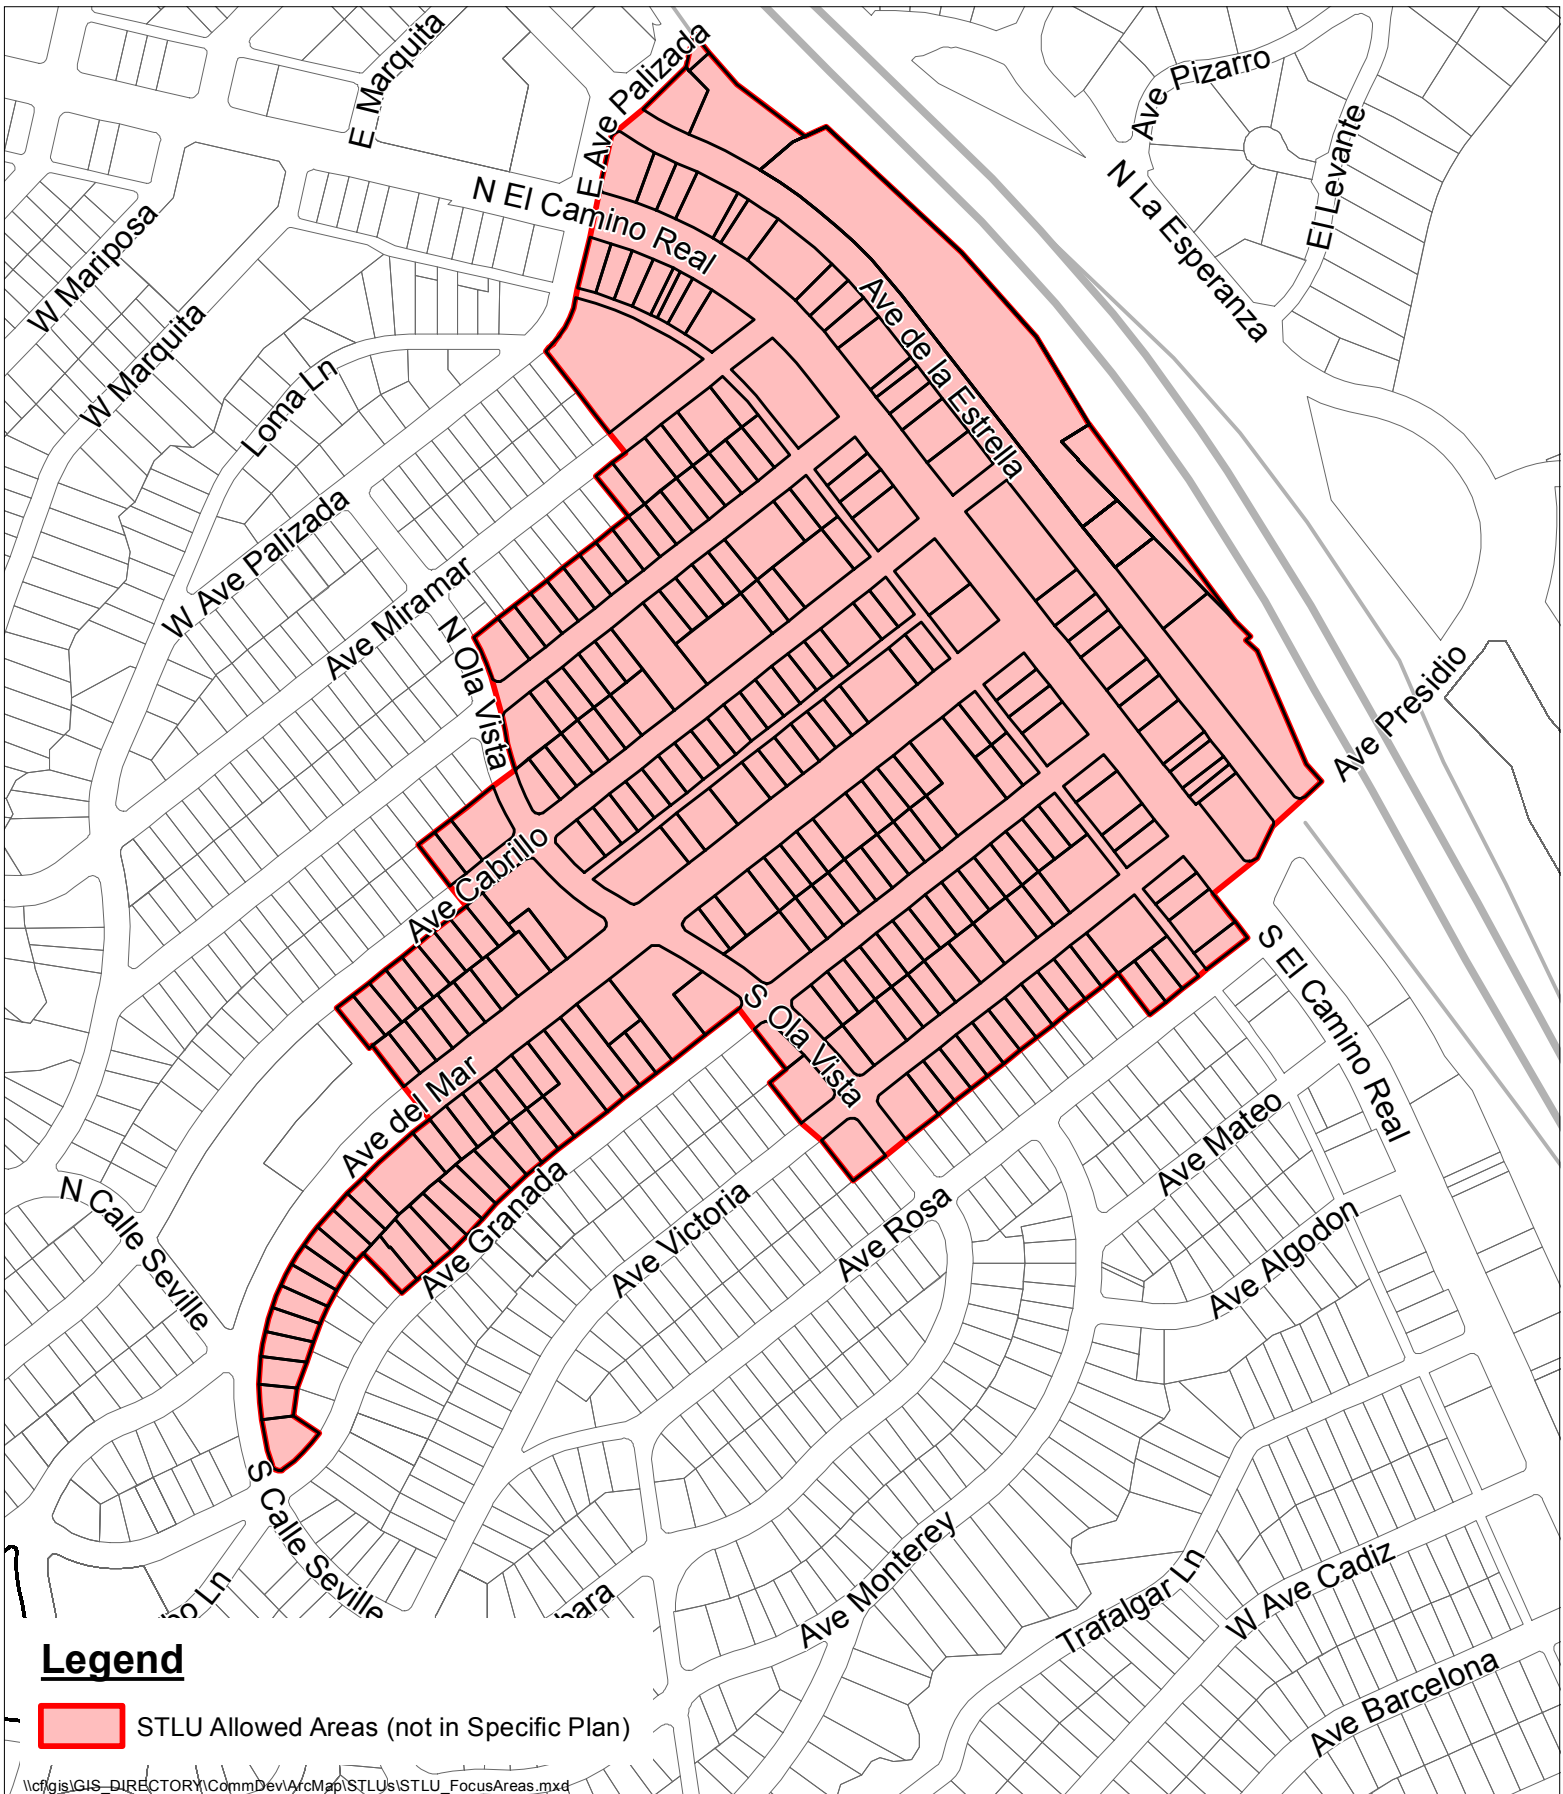 E Marquita
E Ave Palizada
Ave Pizarro
El Levante
N La Esperanza
N El Camino Real
W Mariposa
W Marquita
Loma Ln
Ave de la Estrella
W Ave Palizada
Ave Miramar
N Ola Vista
Ave Presidio
Ave Cabrillo
S El Camino Real
S Ola Vista
Ave del Mar
Ave Mateo
N Calle Seville
Ave Granada
Ave Victoria
Ave Rosa
Ave Algodon
S Calle Seville
bo Ln
bara
Ave Monterey
Trafalgar Ln
W Ave Cadiz
Ave Barcelona
Legend
STLU Allowed Areas (not in Specific Plan)
\\cf\gis\GIS_DIRECTORY\CommDev\ArcMap\STLUs\STLU_FocusAreas.mxd